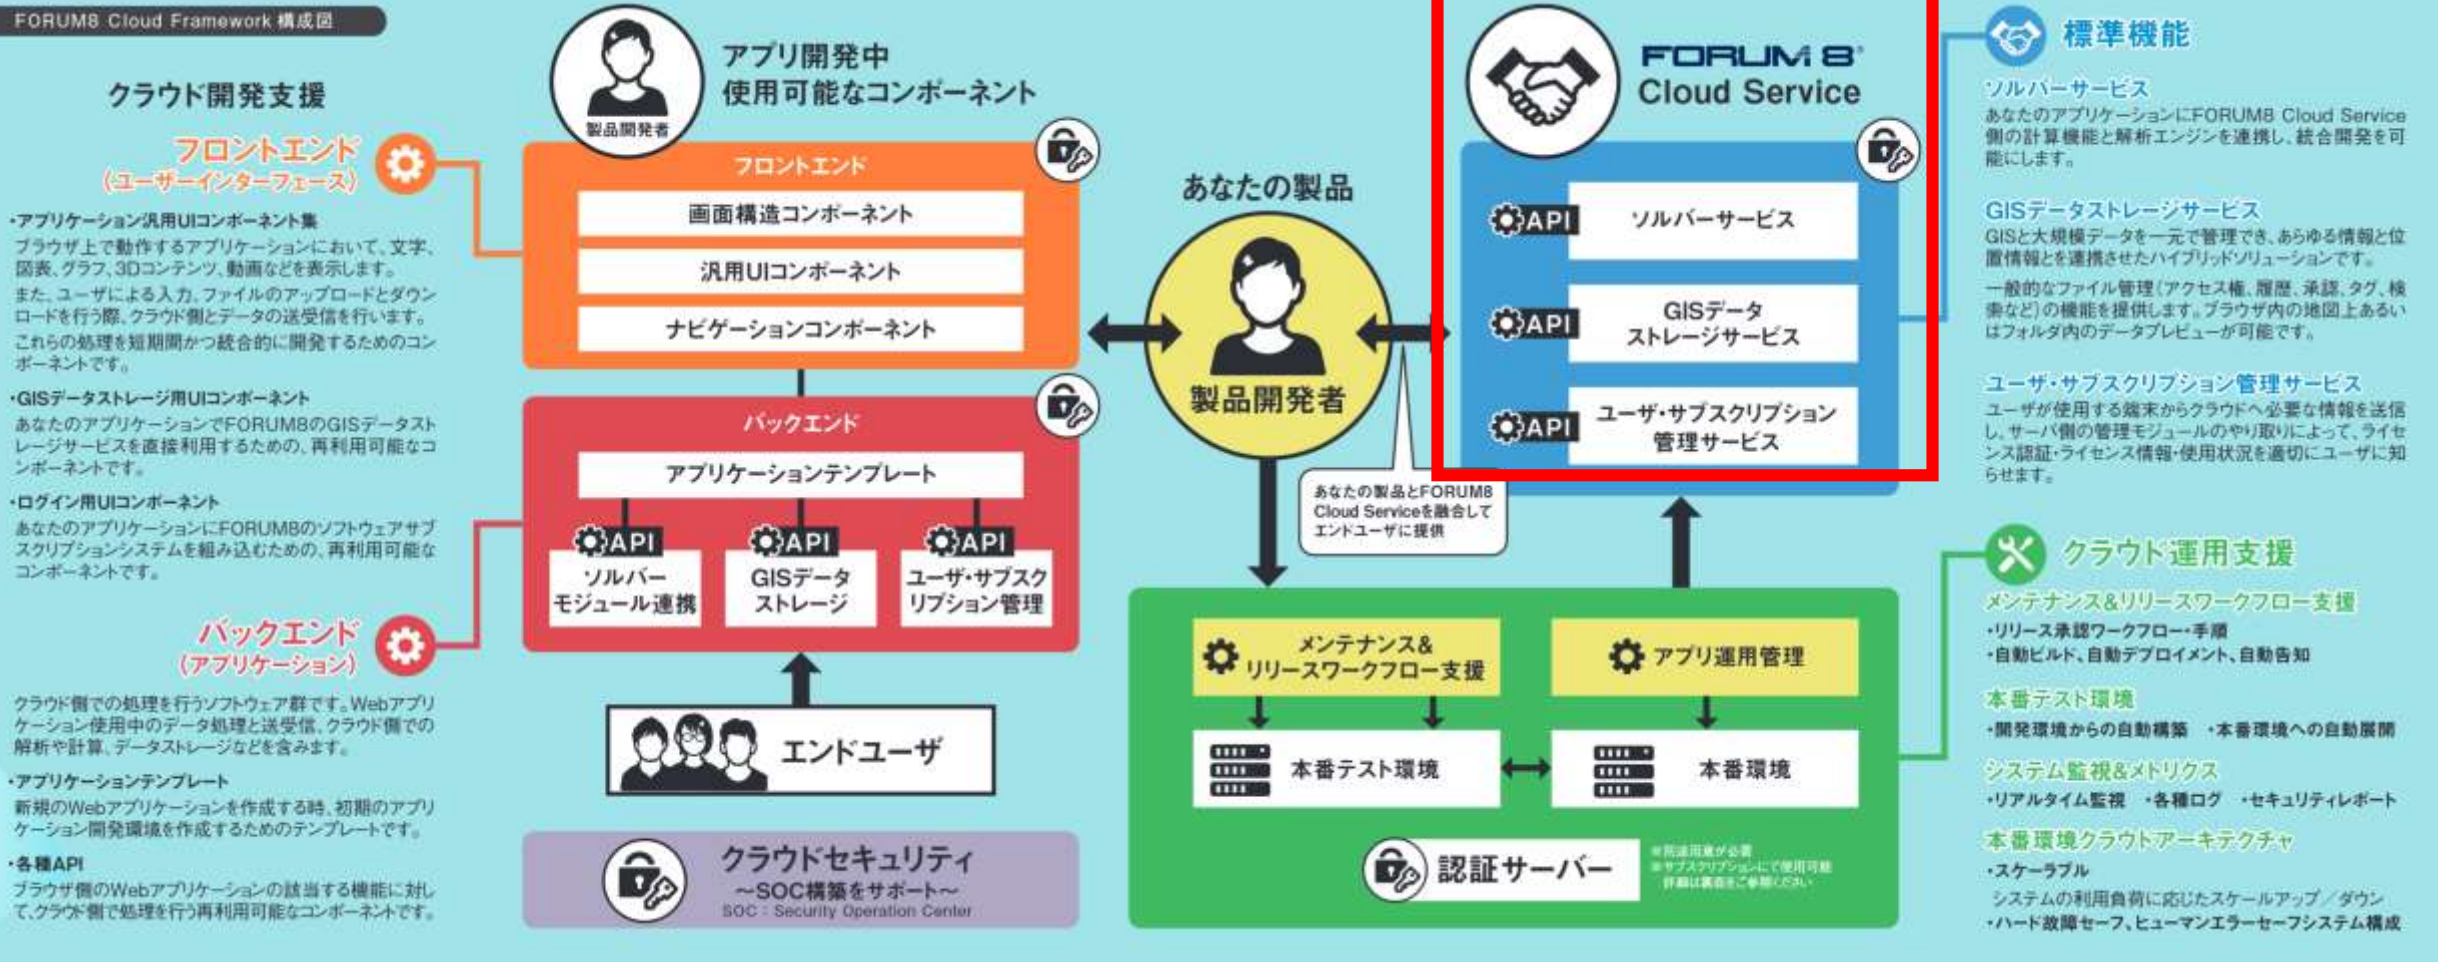 FORUM8 Cloud Framework 構成図
クラウド開発支援
フロントエンド
(ユーザーインターフェース)
・アプリケーション汎用UIコンポーネント集
ブラウザ上で動作するアプリケーションにおいて、文字、
図表、グラフ、3Dコンテンツ、動画などを表示します。
また、ユーザによる入力、ファイルのアップロードとダウン
ロードを行う際、クラウド側とデータの送受信を行います。
これらの処理を短期間かつ統合的に開発するためのコン
ポーネントです。
・GISデータストレージ用UIコンポーネント
あなたのアプリケーションでFORUM8のGISデータスト
レージサービスを直接利用するための、再利用可能なコ
ンポーネントです。
・ログイン用UIコンポーネント
あなたのアプリケーションにFORUM8のソフトウェアサブ
スクリプションシステムを組み込むための、再利用可能な
コンポーネントです。
バックエンド
(アプリケーション)
クラウド側での処理を行うソフトウェア群です。Webアプリ
ケーション使用中のデータ処理と送受信、クラウド側での
解析や計算、データストレージなどを含みます。
・アプリケーションテンプレート
新規のWebアプリケーションを作成する時、初期のアプリ
ケーション開発環境を作成するためのテンプレートです。
・各種API
ブラウザ側のWebアプリケーションの該当する機能に対し
て、クラウド側で処理を行う再利用可能なコンポーネントです。
製品開発者
アプリ開発中
使用可能なコンポーネント
フロントエンド
画面構造コンポーネント
汎用UIコンポーネント
ナビゲーションコンポーネント
バックエンド
アプリケーションテンプレート
API
API
API
ソルバー
モジュール連携
GISデータ
ストレージ
ユーザ・サブスク
リプション管理
エンドユーザ
クラウドセキュリティ
～SOC構築をサポート～
SOC：Security Operation Center
あなたの製品
製品開発者
あなたの製品とFORUM8
Cloud Serviceを融合して
エンドユーザに提供
FORUM 8®
Cloud Service
API
ソルバーサービス
API
GISデータ
ストレージサービス
API
ユーザ・サブスクリプション
管理サービス
メンテナンス&
リリースワークフロー支援
アプリ運用管理
本番テスト環境
本番環境
認証サーバー
※別途用意が必要
※サブスクリプションにて使用可能
詳細は裏面をご参照ください
標準機能
ソルバーサービス
あなたのアプリケーションにFORUM8 Cloud Service
側の計算機能と解析エンジンを連携し、統合開発を可
能にします。
GISデータストレージサービス
GISと大規模データを一元で管理でき、あらゆる情報と位
置情報とを連携させたハイブリッドソリューションです。
一般的なファイル管理(アクセス権、履歴、承認、タグ、検
索など)の機能を提供します。ブラウザ内の地図上あるい
はフォルダ内のデータプレビューが可能です。
ユーザ・サブスクリプション管理サービス
ユーザが使用する端末からクラウドへ必要な情報を送信
し、サーバ側の管理モジュールのやり取りによって、ライセ
ンス認証・ライセンス情報・使用状況を適切にユーザに知
らせます。
クラウド運用支援
メンテナンス&リリースワークフロー支援
・リリース承認ワークフロー・手順
・自動ビルド、自動デプロイメント、自動告知
本番テスト環境
・開発環境からの自動構築 ・本番環境への自動展開
システム監視&メトリクス
・リアルタイム監視 ・各種ログ ・セキュリティレポート
本番環境クラウドアーキテクチャ
・スケーラブル
システムの利用負荷に応じたスケールアップ／ダウン
・ハード故障セーフ、ヒューマンエラーセーフシステム構成